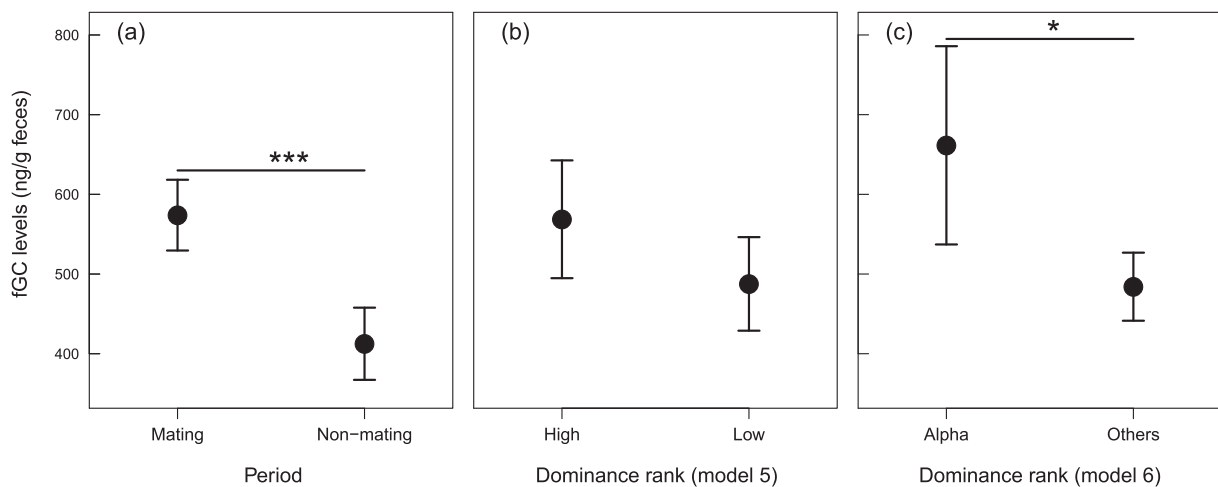 (a)
(b)
(c)
fGC levels (ng/g feces)
800
700
600
500
400
***
*
Mating
Non−mating
High
Low
Alpha
Others
Period
Dominance rank (model 5)
Dominance rank (model 6)